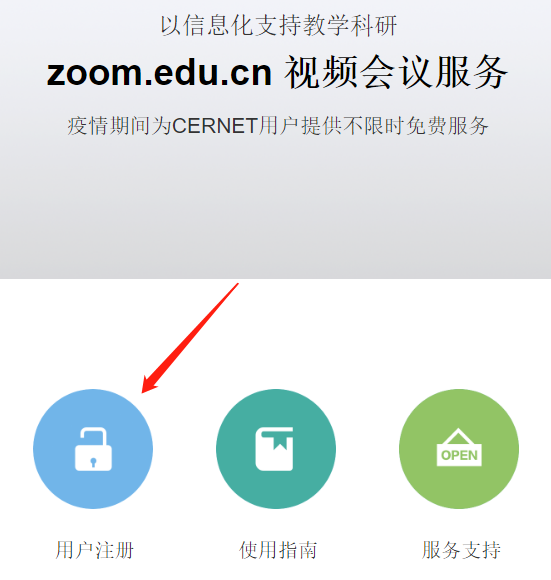 以信息化支持教学科研
zoom.edu.cn 视频会议服务
疫情期间为CERNET用户提供不限时免费服务
OPEN
用户注册
使用指南
服务支持